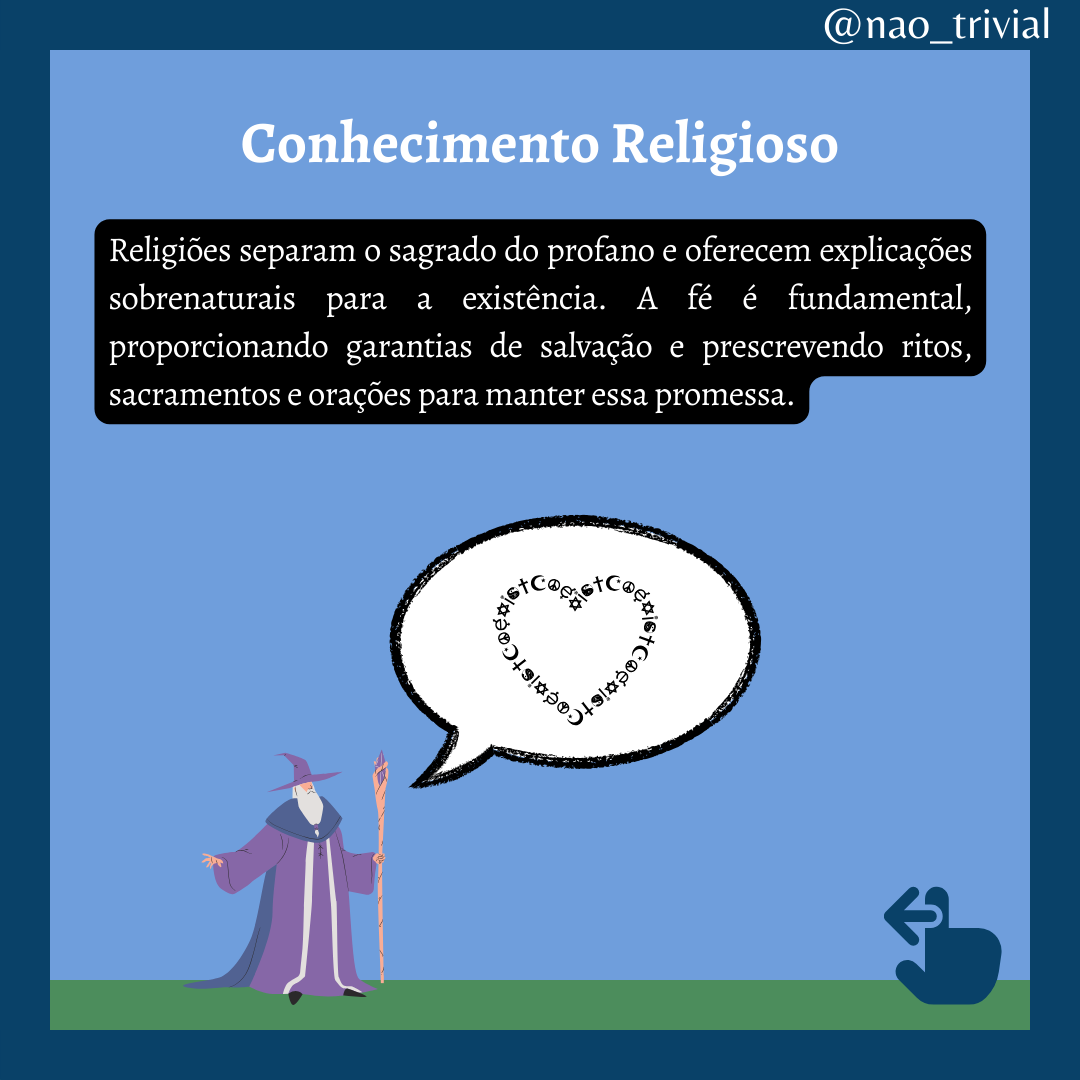 @nao_trivial
Conhecimento Religioso
Religiões separam o sagrado do profano e oferecem explicações
sobrenaturais para a existência. A fé é fundamental,
proporcionando garantias de salvação e prescrevendo ritos,
sacramentos e orações para manter essa promessa.